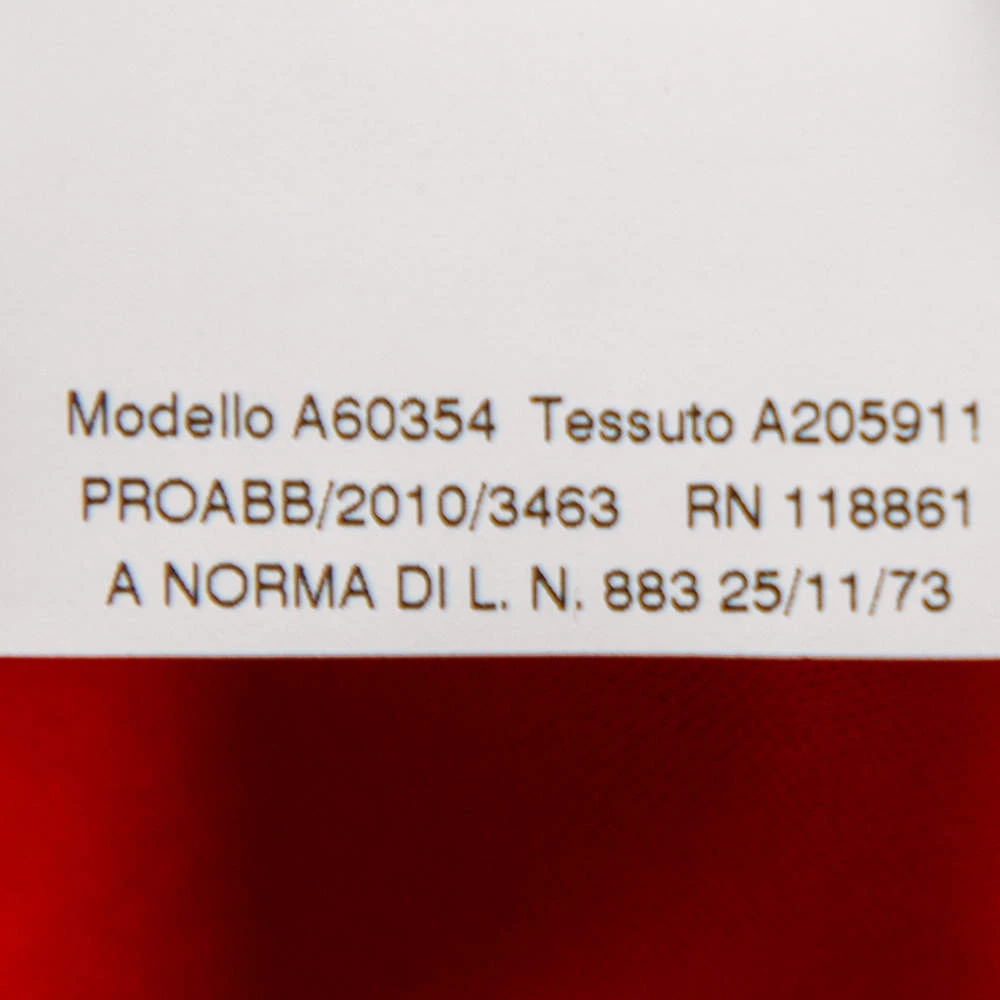 Modello A60354 Tessuto A205911
PROABB/2010/3463 RN 118861
A NORMA DI L. N. 883 25/11/73